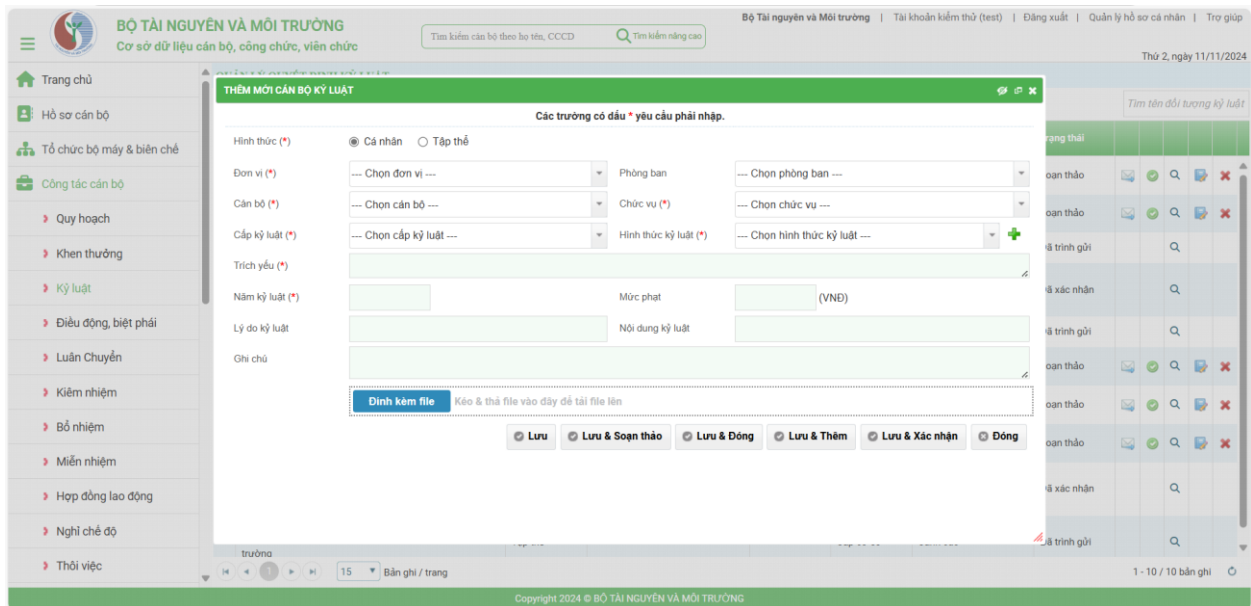 BỘ TÀI NGUYÊN VÀ MÔI TRƯỜNG
Cơ sở dữ liệu cán bộ, công chức, viên chức
Tìm kiếm cán bộ theo họ tên, CCCD
Tìm kiếm nâng cao
Bộ Tài nguyên và Môi trường | Tài khoản kiểm thử (test) | Đăng xuất | Quản lý hồ sơ cá nhân | Trợ giúp
Thứ 2, ngày 11/11/2024
Trang chủ
Hồ sơ cán bộ
Tổ chức bộ máy & biên chế
Công tác cán bộ
Quy hoạch
Khen thưởng
Kỷ luật
Điều động, biệt phái
Luân Chuyển
Kiêm nhiệm
Bổ nhiệm
Miễn nhiệm
Hợp đồng lao động
Nghỉ chế độ
Thôi việc
THÊM MỚI CÁN BỘ KỶ LUẬT
Các trường có dấu * yêu cầu phải nhập.
Hình thức (*) Cá nhân Tập thể
Đơn vị (*) --- Chọn đơn vị --- Phòng ban --- Chọn phòng ban ---
Cán bộ (*) --- Chọn cán bộ --- Chức vụ (*) --- Chọn chức vụ ---
Cấp kỷ luật (*) --- Chọn cấp kỷ luật --- Hình thức kỷ luật (*) --- Chọn hình thức kỷ luật ---
Trích yếu (*)
Năm kỷ luật (*) Mức phạt (VNĐ)
Lý do kỷ luật Nội dung kỷ luật
Ghi chú
Đính kèm file Kéo & thả file vào đây để tải file lên
Lưu Lưu & Soạn thảo Lưu & Đóng Lưu & Thêm Lưu & Xác nhận Đóng
Tìm tên đối tượng kỷ luật
rạng thái
oạn thảo
oạn thảo
ã trình gửi
ã xác nhận
ã trình gửi
oạn thảo
oạn thảo
oạn thảo
ã xác nhận
ã trình gửi
trường
1 15 Bản ghi / trang
1 - 10 / 10 bản ghi
Copyright 2024 © BỘ TÀI NGUYÊN VÀ MÔI TRƯỜNG